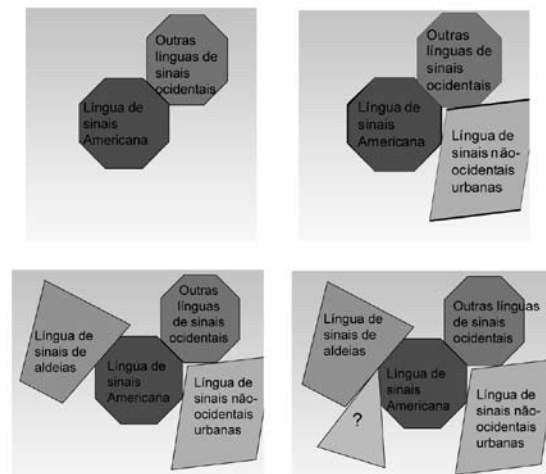 Outras
línguas de
sinais
ocidentais
Língua de
sinais
Americana
Outras
línguas de
sinais
ocidentais
Língua de
sinais
Americana
Língua de
sinais não-
ocidentais
urbanas
Outras
línguas
de sinais
ocidentais
Língua de
sinais de
aldeias
Língua de
sinais
Americana
Língua de
sinais não-
ocidentais
urbanas
Outras línguas
de sinais
ocidentais
Língua de
sinais de
aldeias
Língua de
sinais
Americana
?
Língua de
sinais não-
ocidentais
urbanas